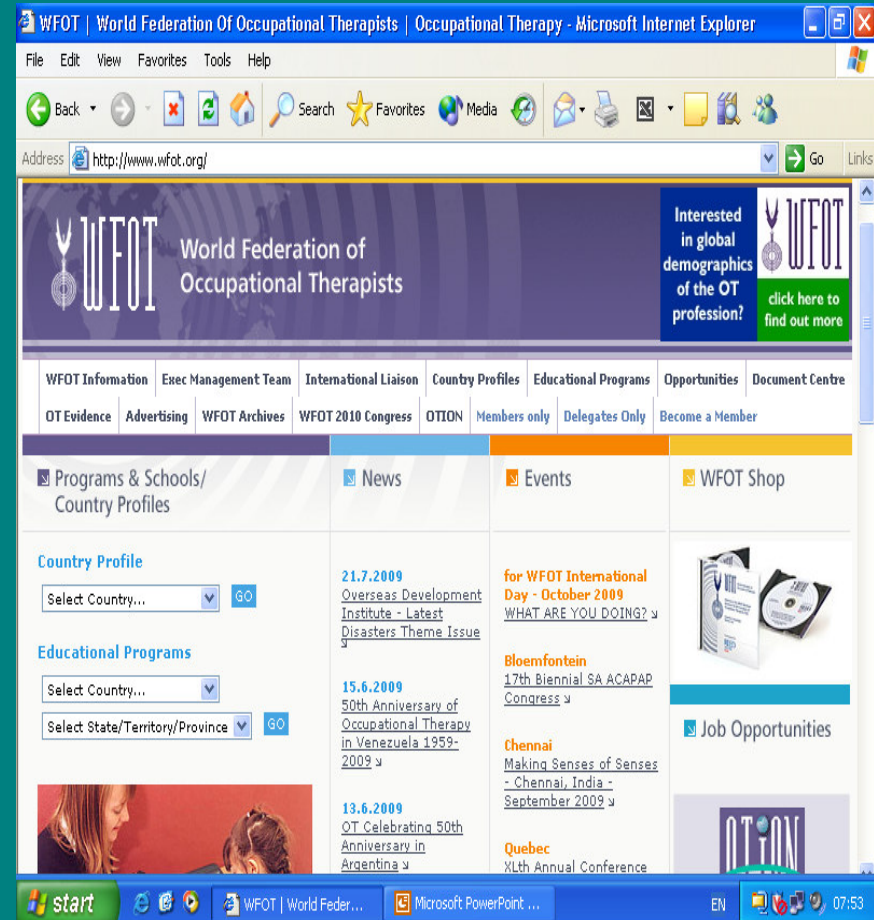 WFOT | World Federation Of Occupational Therapists | Occupational Therapy - Microsoft Internet Explorer
File Edit View Favorites Tools Help
Back Search Favorites Media
Address http://www.wfot.org/ Go Links
WFOT
World Federation of
Occupational Therapists
Interested
in global
demographics
of the OT
profession?
WFOT
click here to
find out more
WFOT Information Exec Management Team International Liaison Country Profiles Educational Programs Opportunities Document Centre
OT Evidence Advertising WFOT Archives WFOT 2010 Congress OTION Members only Delegates Only Become a Member
Programs & Schools/
Country Profiles
Country Profile
Select Country... GO
Educational Programs
Select Country...
Select State/Territory/Province GO
News
21.7.2009
Overseas Development
Institute - Latest
Disasters Theme Issue
15.6.2009
50th Anniversary of
Occupational Therapy
in Venezuela 1959-
2009
13.6.2009
OT Celebrating 50th
Anniversary in
Argentina
Events
for WFOT International
Day - October 2009
WHAT ARE YOU DOING?
Bloemfontein
17th Biennial SA ACAPAP
Congress
Chennai
Making Senses of Senses
- Chennai, India -
September 2009
Quebec
XLth Annual Conference
WFOT Shop
WFOT
Job Opportunities
OTION
start WFOT | World Feder... Microsoft PowerPoint ... EN 07:53